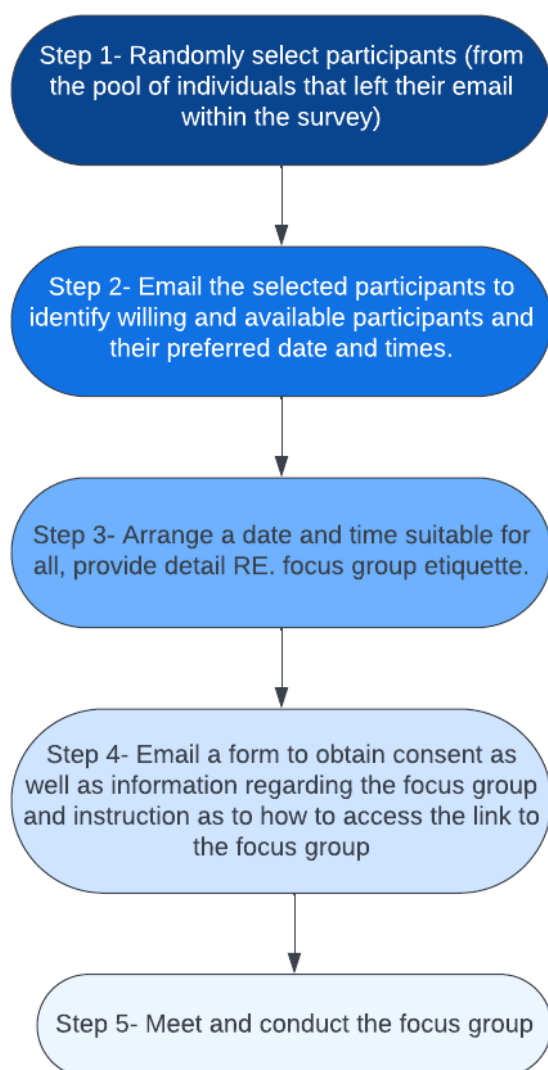 Step 1- Randomly select participants (from
the pool of individuals that left their email
within the survey)
Step 2- Email the selected participants to
identify willing and available participants and
their preferred date and times.
Step 3- Arrange a date and time suitable for
all, provide detail RE. focus group etiquette.
Step 4- Email a form to obtain consent as
well as information regarding the focus group
and instruction as to how to access the link to
the focus group
Step 5- Meet and conduct the focus group